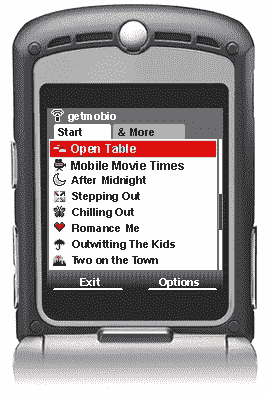 getmobio
Start & More
Open Table
Mobile Movie Times
After Midnight
Stepping Out
Chilling Out
Romance Me
Outwitting The Kids
Two on the Town
Exit Options